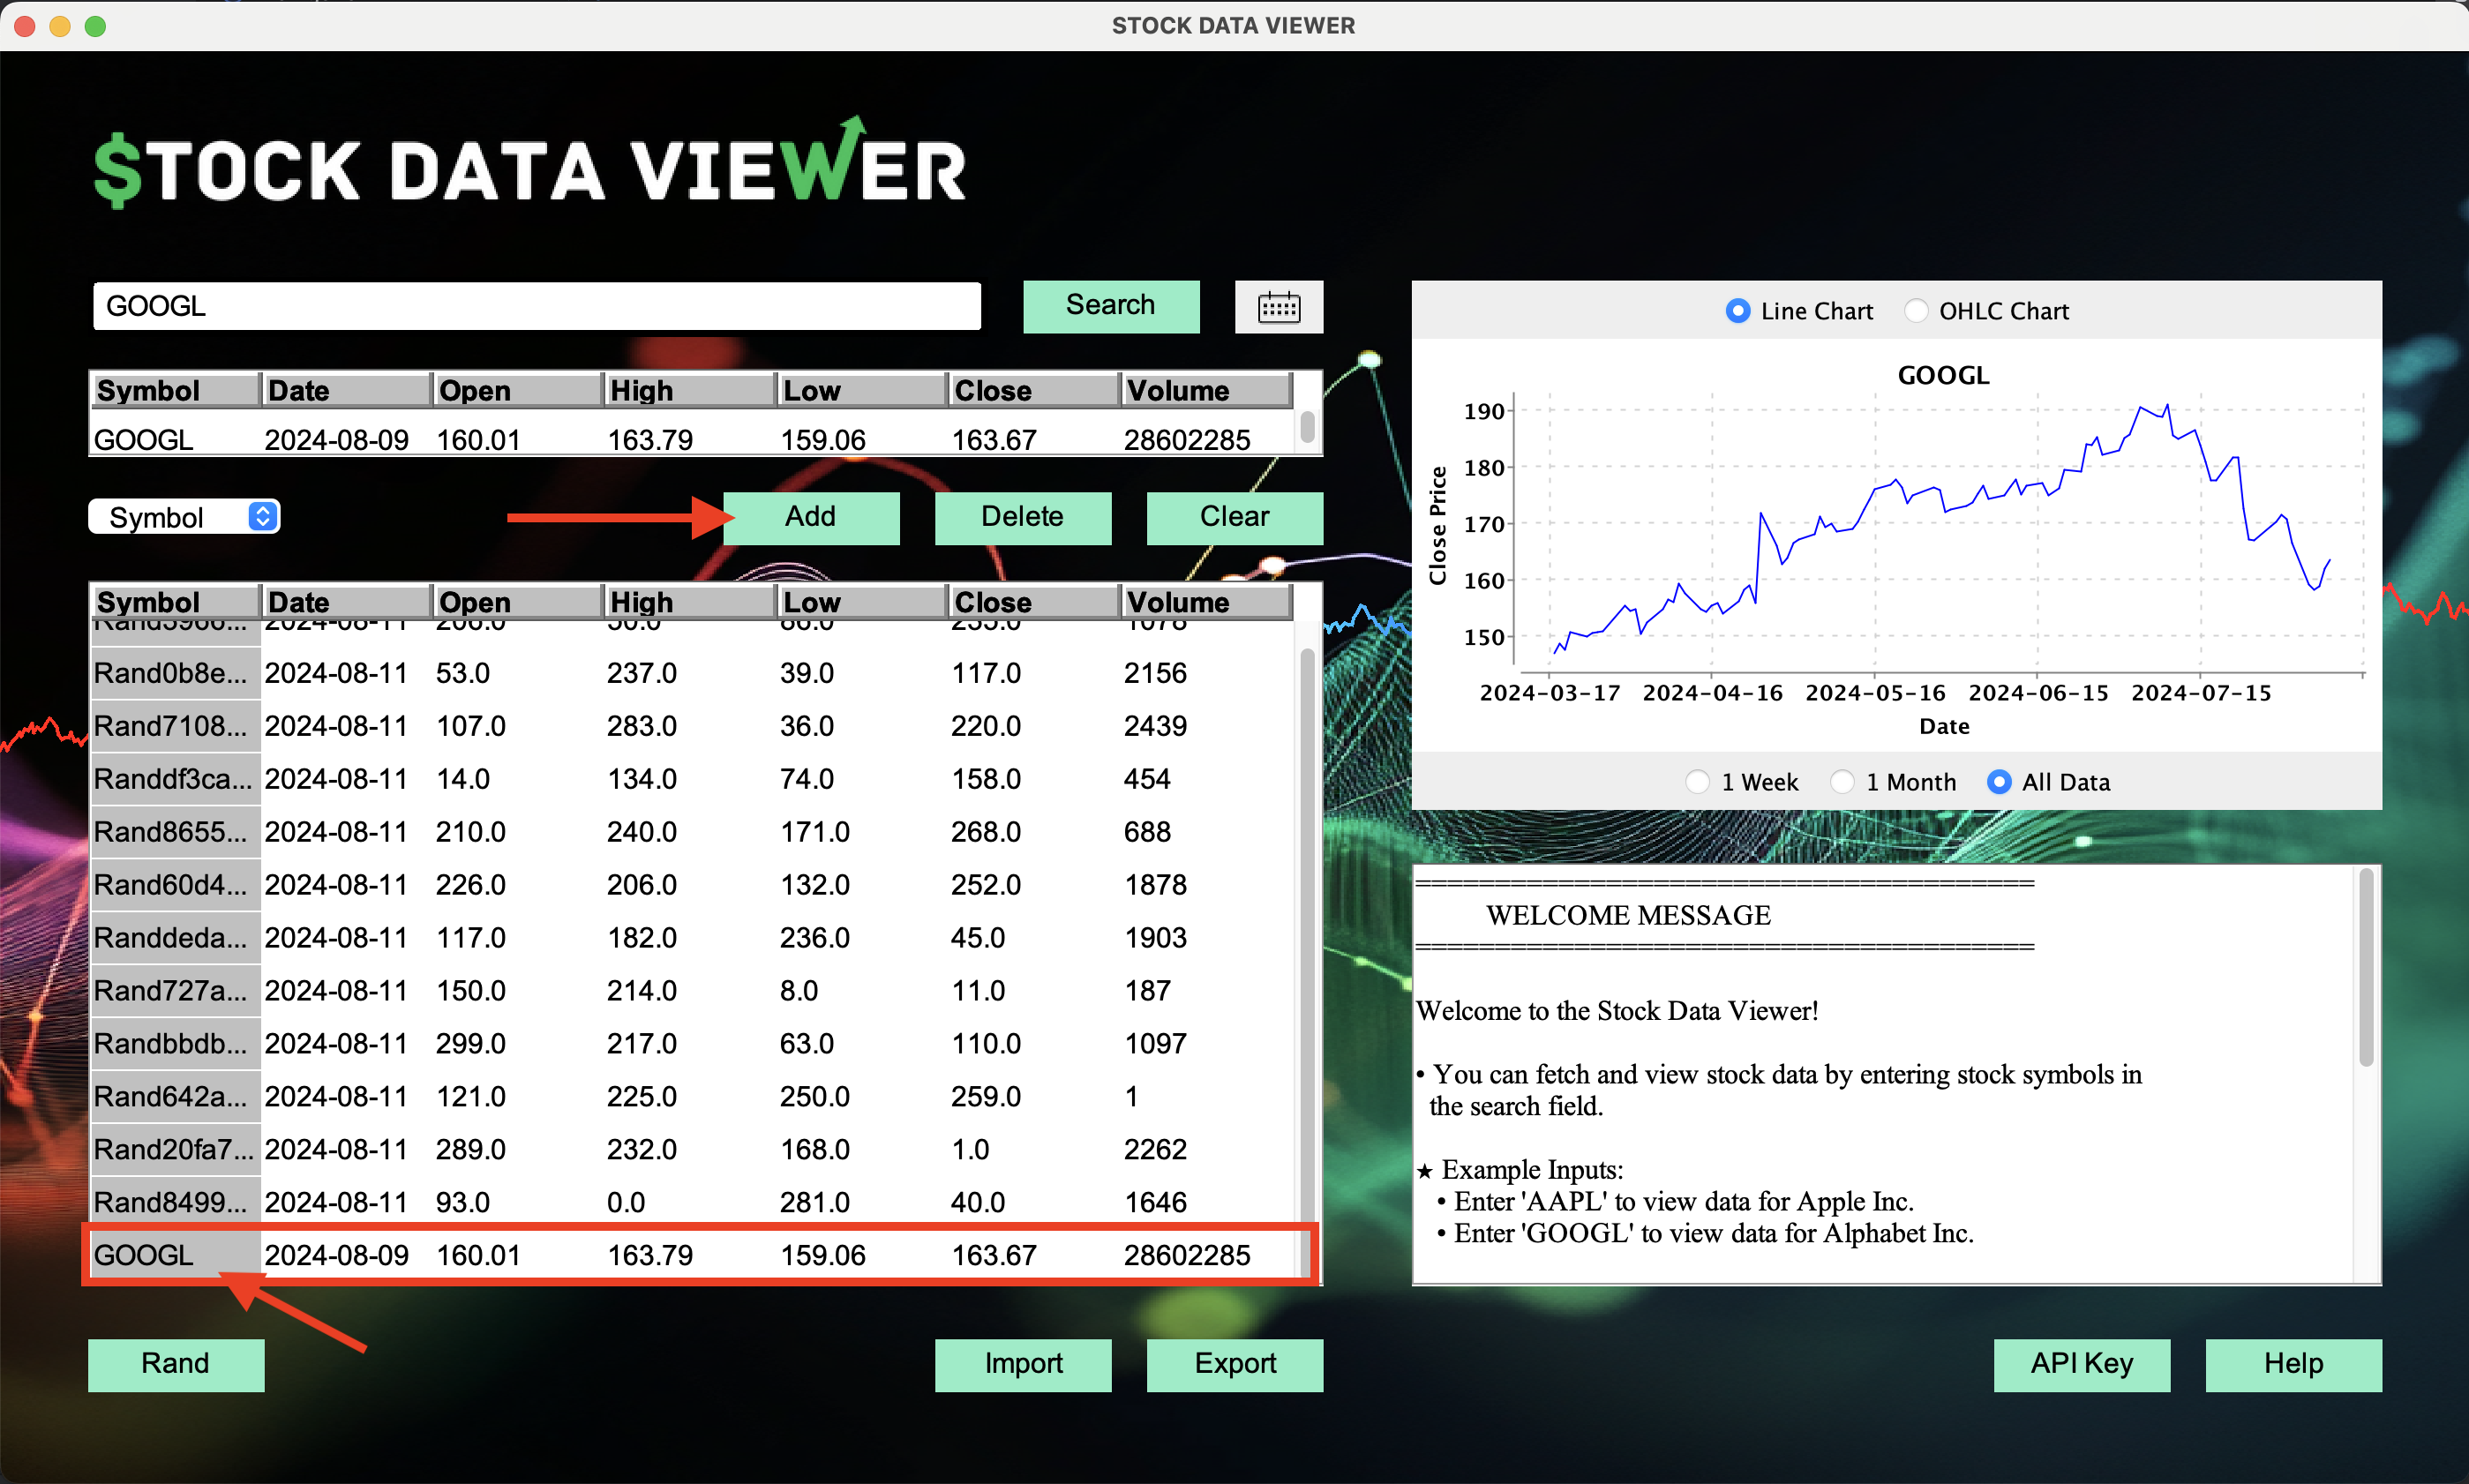 STOCK DATA VIEWER
$TOCK DATA VIEWER
GOOGL
Search
Symbol Date Open High Low Close Volume
GOOGL 2024-08-09 160.01 163.79 159.06 163.67 28602285
Symbol
Add
Delete
Clear
Symbol Date Open High Low Close Volume
2024-08-11
Rand0b8e... 2024-08-11 53.0 237.0 39.0 117.0 2156
Rand7108... 2024-08-11 107.0 283.0 36.0 220.0 2439
Randdf3ca... 2024-08-11 14.0 134.0 74.0 158.0 454
Rand8655... 2024-08-11 210.0 240.0 171.0 268.0 688
Rand60d4... 2024-08-11 226.0 206.0 132.0 252.0 1878
Randdeda... 2024-08-11 117.0 182.0 236.0 45.0 1903
Rand727a... 2024-08-11 150.0 214.0 8.0 11.0 187
Randbbdb... 2024-08-11 299.0 217.0 63.0 110.0 1097
Rand642a... 2024-08-11 121.0 225.0 250.0 259.0 1
Rand20fa7... 2024-08-11 289.0 232.0 168.0 1.0 2262
Rand8499... 2024-08-11 93.0 0.0 281.0 40.0 1646
GOOGL 2024-08-09 160.01 163.79 159.06 163.67 28602285
Rand
Import
Export
Line Chart
OHLC Chart
GOOGL
Close Price
190
180
170
160
150
2024-03-17 2024-04-16 2024-05-16 2024-06-15 2024-07-15
Date
1 Week
1 Month
All Data
========================================
WELCOME MESSAGE
========================================
Welcome to the Stock Data Viewer!
• You can fetch and view stock data by entering stock symbols in
the search field.
★ Example Inputs:
• Enter 'AAPL' to view data for Apple Inc.
• Enter 'GOOGL' to view data for Alphabet Inc.
API Key
Help